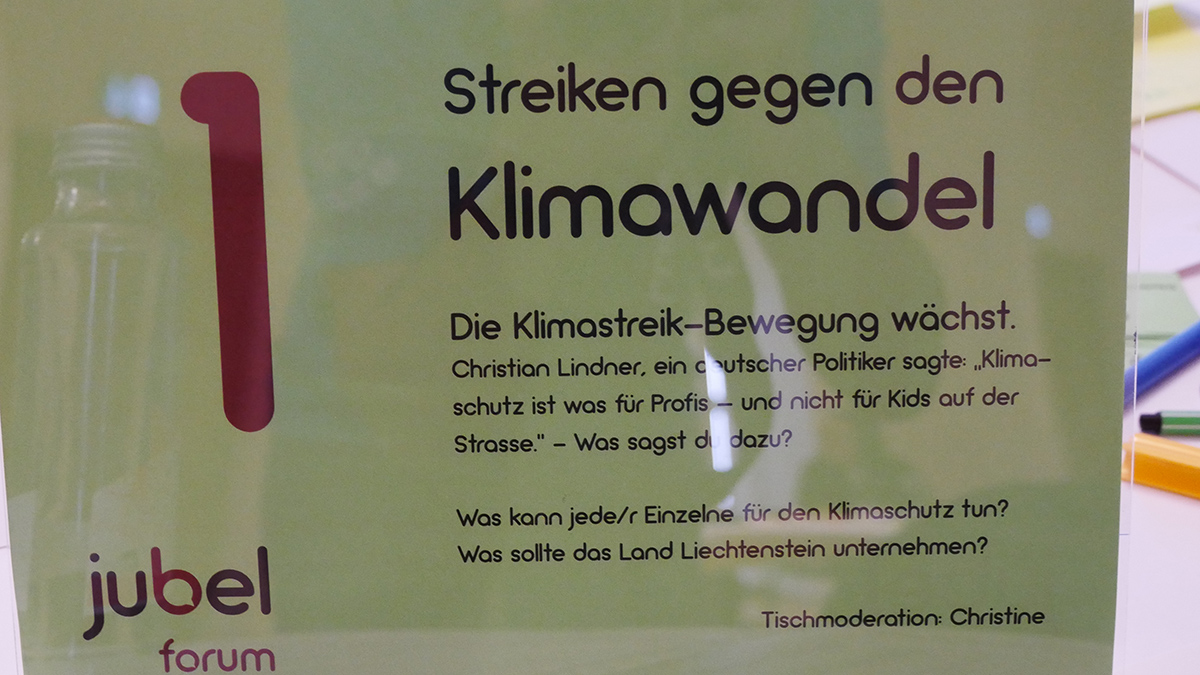 1
Streiken gegen den
Klimawandel
Die Klimastreik-Bewegung wächst.
Christian Lindner, ein deutscher Politiker sagte: „Klima-
schutz ist was für Profis – und nicht für Kids auf der
Strasse." – Was sagst du dazu?
Was kann jede/r Einzelne für den Klimaschutz tun?
Was sollte das Land Liechtenstein unternehmen?
Tischmoderation: Christine
jubel
forum